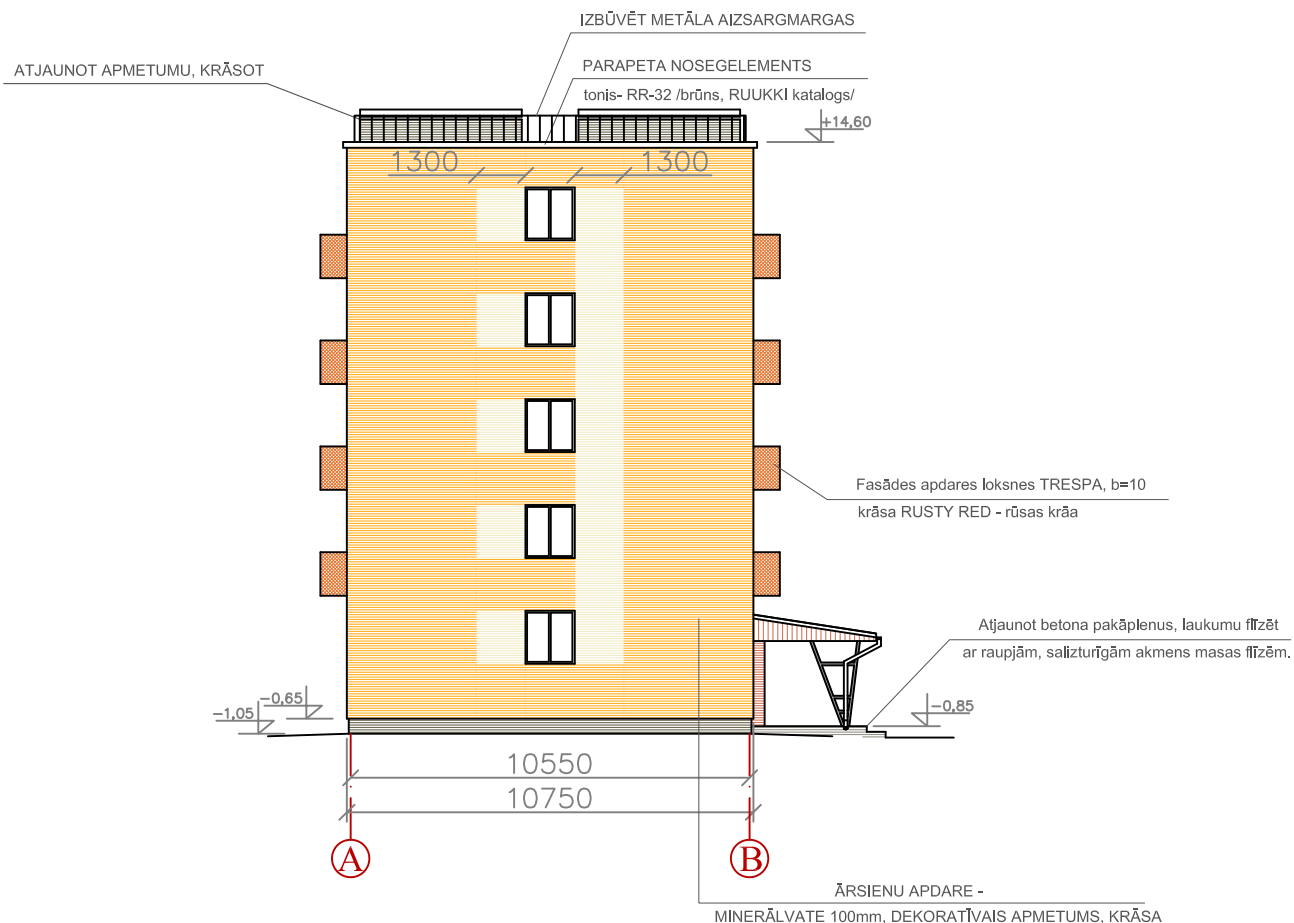 IZBŪVĒT METĀLA AIZSARGMARGAS
ATJAUNOT APMETUMU, KRĀSOT
PARAPETA NOSEGELEMENTS
tonis- RR-32 /brūns, RUUKKI katalogs/
+14,60
1300
1300
Fasādes apdares loksnes TRESPA, b=10
krāsa RUSTY RED - rūsas krāa
Atjaunot betona pakāplenus, laukumu flīzēt
ar raupjām, salizturīgām akmens masas flīzēm.
-0,65
-1,05
-0,85
10550
10750
A
B
ĀRSIENU APDARE -
MINERĀLVATE 100mm, DEKORATĪVAIS APMETUMS, KRĀSA